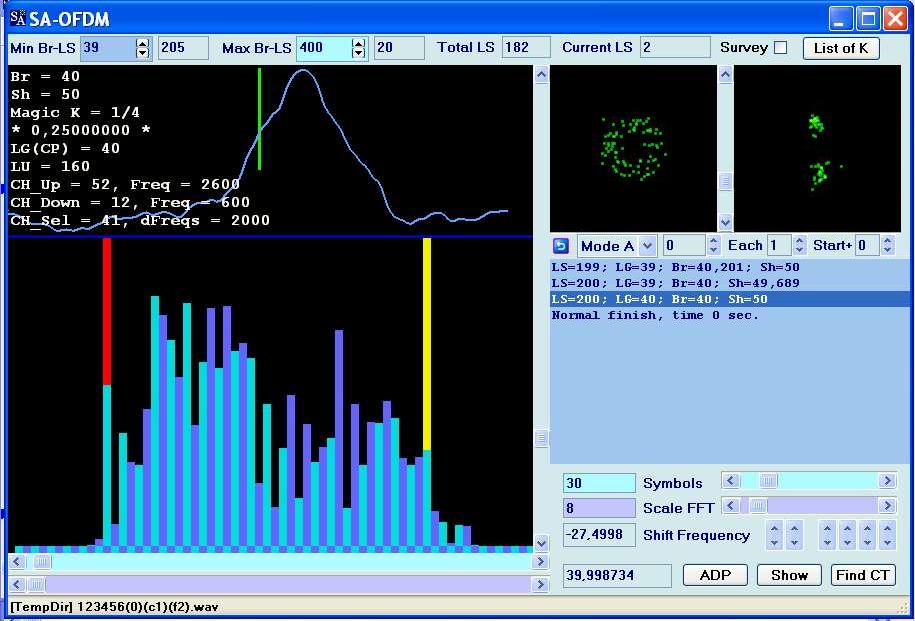 SA-OFDM
Min Br-LS 39 205 Max Br-LS 400 20 Total LS 182 Current LS 2 Survey List of K
Br = 40
Sh = 50
Magic K = 1/4
* 0,25000000 *
LG(CP) = 40
LU = 160
CH_Up = 52, Freq = 2600
CH_Down = 12, Freq = 600
CH_Sel = 41, dFreqs = 2000
Mode A 0 Each 1 Start+ 0
LS=199; LG=39; Br=40,201; Sh=50
LS=200; LG=39; Br=40; Sh=49,689
LS=200; LG=40; Br=40; Sh=50
Normal finish, time 0 sec.
30 Symbols
8 Scale FFT
-27,4998 Shift Frequency
39,998734 ADP Show Find CT
[TempDir] 123456(0)(c1)(f2).wav